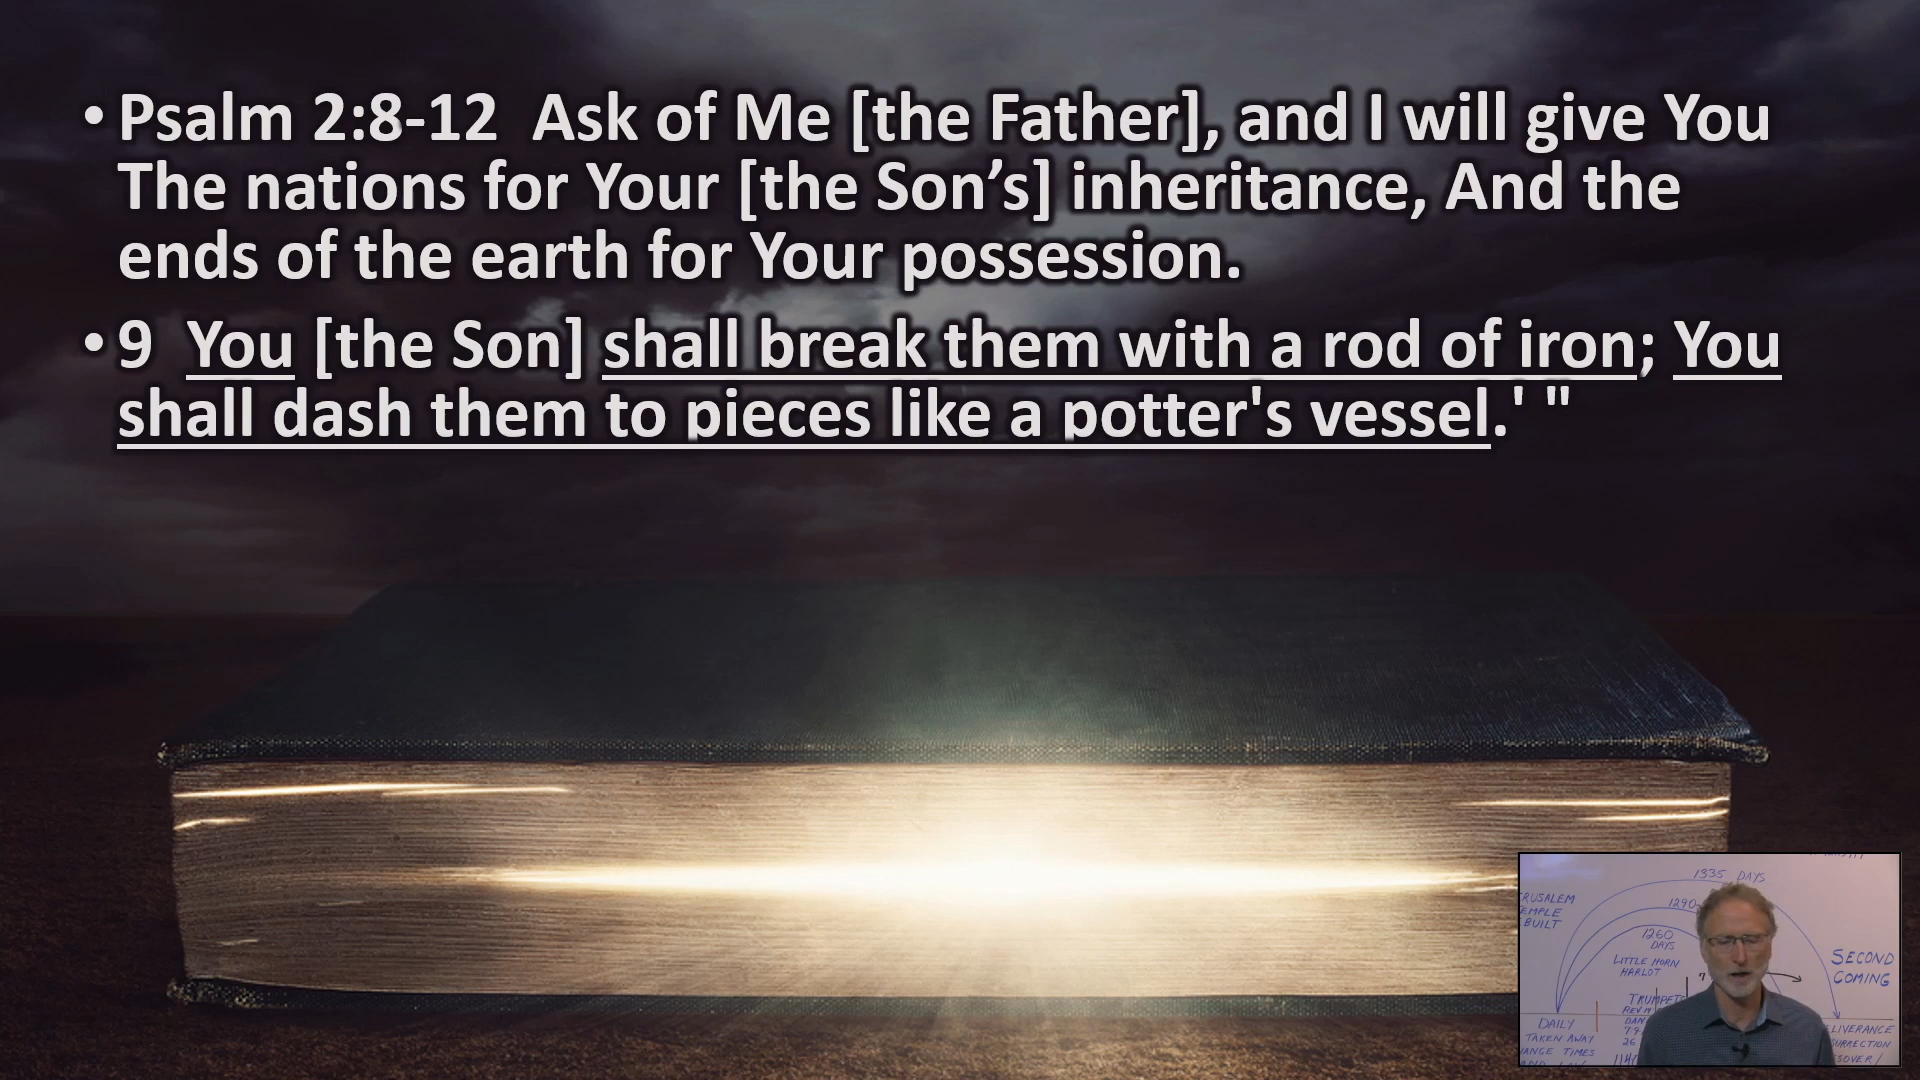 • Psalm 2:8-12  Ask of Me [the Father], and I will give You
The nations for Your [the Son’s] inheritance, And the
ends of the earth for Your possession.
• 9  You [the Son] shall break them with a rod of iron; You
shall dash them to pieces like a potter's vessel.' "
1335 DAYS
1290
1260
DAYS
LITTLE HORN
HARLOT
BUILT
SECOND
COMING
TRUMPETS
DAILY
TAKEN AWAY
TIMES